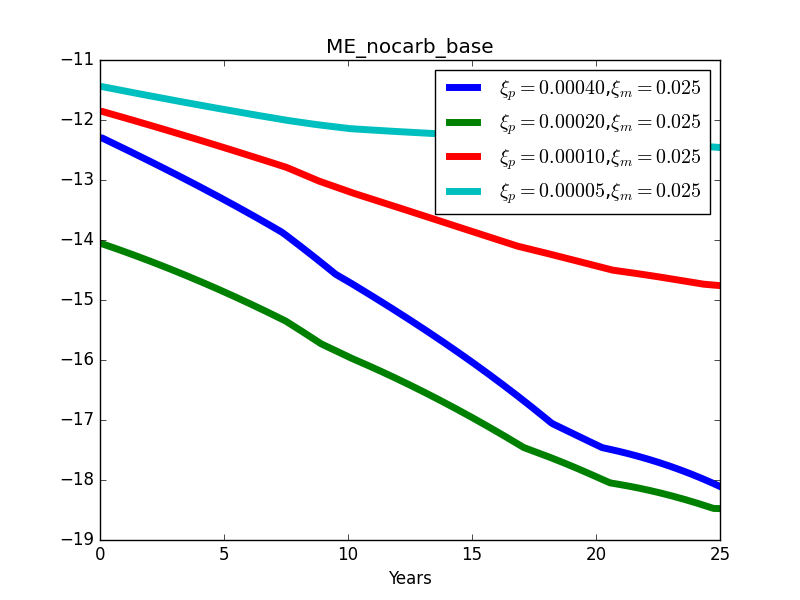 ME_nocarb_base
−11
−12
−13
−14
−15
−16
−17
−18
−19
ξp = 0.00040,ξm = 0.025
ξp = 0.00020,ξm = 0.025
ξp = 0.00010,ξm = 0.025
ξp = 0.00005,ξm = 0.025
0 5 10 15 20 25
Years